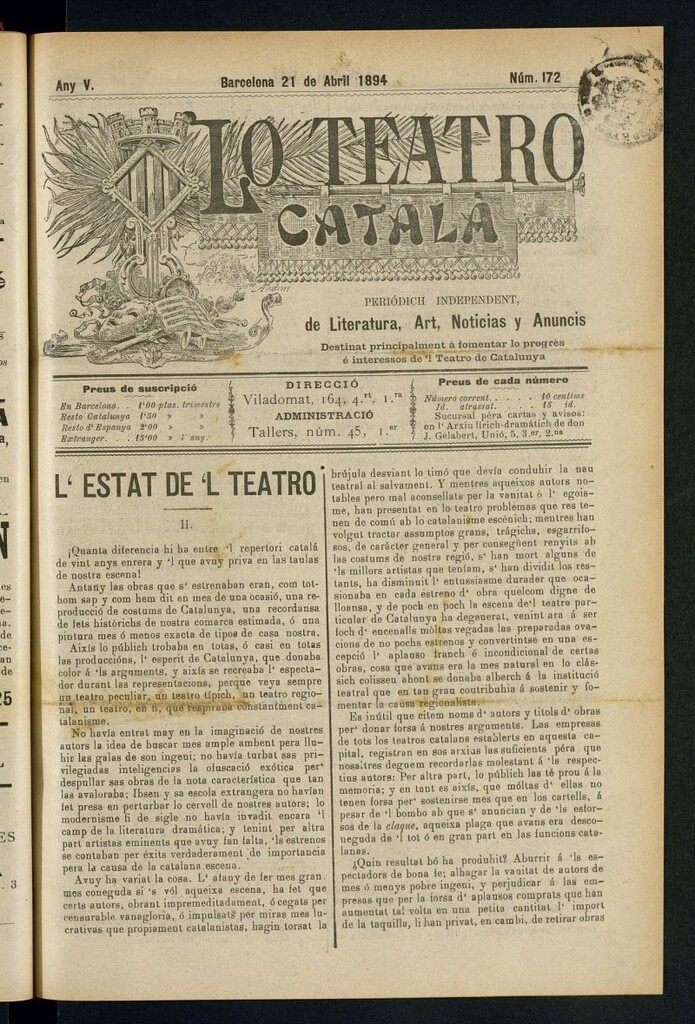 Any V.
Barcelona 21 de Abril 1894
Núm. 172
LO TEATRO
CATALÀ
PERIÓDICH INDEPENDENT,
de Literatura, Art, Noticias y Anuncis
Destinat principalment á fomentar lo progrès
é interessos de 'l Teatro de Catalunya
Preus de suscripció
En Barcelona. . 1'00 ptas. trimestre
Resto Catalunya 1'50 » »
Resto d' Espanya 2'00 » »
Extranger. . . 15'00 » l' any.
DIRECCIÓ
Viladomat, 164, 4.rt, 1.ra
ADMINISTRACIÓ
Tallers, núm. 45, 1.er
Preus de cada número
Número corrent. . . . . 10 céntims
Id. atrassat. . . . . 15 id.
Sucursal pera cartas y avisos:
en l' Arxiu lírich-dramátich de don
J. Gelabert, Unió, 5, 3.er, 2.na
L' ESTAT DE 'L TEATRO
II.
¡Quanta diferencia hi ha entre 'l repertori catalá
de vint anys enrera y 'l que avuy priva en las taulas
de nostra escena!
Antany las obras que s' estrenaban eran, com tot-
hom sap y com hem dit en mes de una ocasió, una re-
producció de costums de Catalunya, una recordansa
de fets histórichs de nostra comarca estimada, ó una
pintura mes ó menos exacta de tipos de casa nostra.
Aixís lo públich trobaba en totas, ó casi en totas
las produccións, l' esperit de Catalunya, que donaba
color á 'ls arguments, y aixís se recreaba l' especta-
dor durant las representacions, perque veya sempre
un teatro peculiar, un teatro típich, un teatro regio-
nal, un teatro, en fi, que respiraba constantment ca-
talanisme.
No havía entrat may en la imaginació de nostres
autors la idea de buscar mes ample ambent pera llu-
hir las galas de son ingeni; no havía turbat sas pri-
vilegiadas inteligencias la ofuscació exótica per'
despullar sas obras de la nota característica que tan
las avaloraba; Ibsen y sa escola extrangera no havían
fet presa en perturbar lo cervell de nostres autors; lo
modernisme fi de sigle no havía invadit encara 'l
camp de la literatura dramática; y tenint per altra
part artistas eminents que avuy fan falta, 'ls estrenos
se contaban per éxits verdaderament de importancia
pera la causa de la catalana escena.
Avuy ha variat la cosa. L' afany de fer mes gran,
mes coneguda si 's vól aqueixa escena, ha fet que
certs autors, obrant impremeditadament, ó cegats per
censurable vanagloria, ó impulsats per miras mes lu-
crativas que propiament catalanistas, hagin torsat la
brújula desviant lo timó que devía conduhir la nau
teatral al salvament. Y mentres aqueixos autors no-
tables pero mal aconsellats per la vanitat ò l' egois-
me, han presentat en lo teatro problemas que res te-
nen de comú ab lo catalanisme escénich; mentres han
volgut tractar assumptos grans, trágichs, esgarrifo-
sos, de carácter general y per consegüent renyits ab
las costums de nostra regió, s' han mort alguns de
'ls millors artistas que teníam, s' han dividit los res-
tants, ha disminuit l' entussiasme durader que oca-
sionaba en cada estreno d' obra quelcom digne de
lloansa, y de poch en poch la escena de 'l teatro par-
ticular de Catalunya ha degenerat, venint ara á ser
foch d' encenalls móltas vegadas las preparadas ova-
cions de no pochs estrenos y convertintse en una es-
cepció l' aplauso franch é incondicional de certas
obras, cosa que avans era la mes natural en lo clás-
sich colisseu ahont se donaba alberch á la institució
teatral que en tan gran contribuhía á sostenir y fo-
mentar la causa regionalista.
Es inútil que citem noms d' autors y titols d' obras
per' donar forsa á nostres arguments. Las empresas
de tots los teatros catalans establerts en aquesta ca-
pital, registran en sos arxius las suficients pèra que
nosaltres deguem recordarlas molestant á 'ls respec-
tius autors: Per altra part, lo públich las té prou á la
memoria; y en tant es aixís, que móltas d' ellas no
tenen forsa per' sostenirse mes que en los cartells, á
pesar de 'l bombo ab que s' anuncian y de 'ls esfor-
sos de la claque, aqueixa plaga que avans era desco-
neguda de 'l tot ó en gran part en las funcions cata-
lanas.
¿Quin resultat bó ha produhit? Aburrir á 'ls es-
pectadors de bona fe; alhagar la vanitat de autors de
mes ó menys pobre ingeni, y perjudicar á las em-
presas que per la forsa d' aplausos comprats que han
aumentat tal volta en una petita cantitat l' import
de la taquilla, li han privat, en cambi, de retirar obras